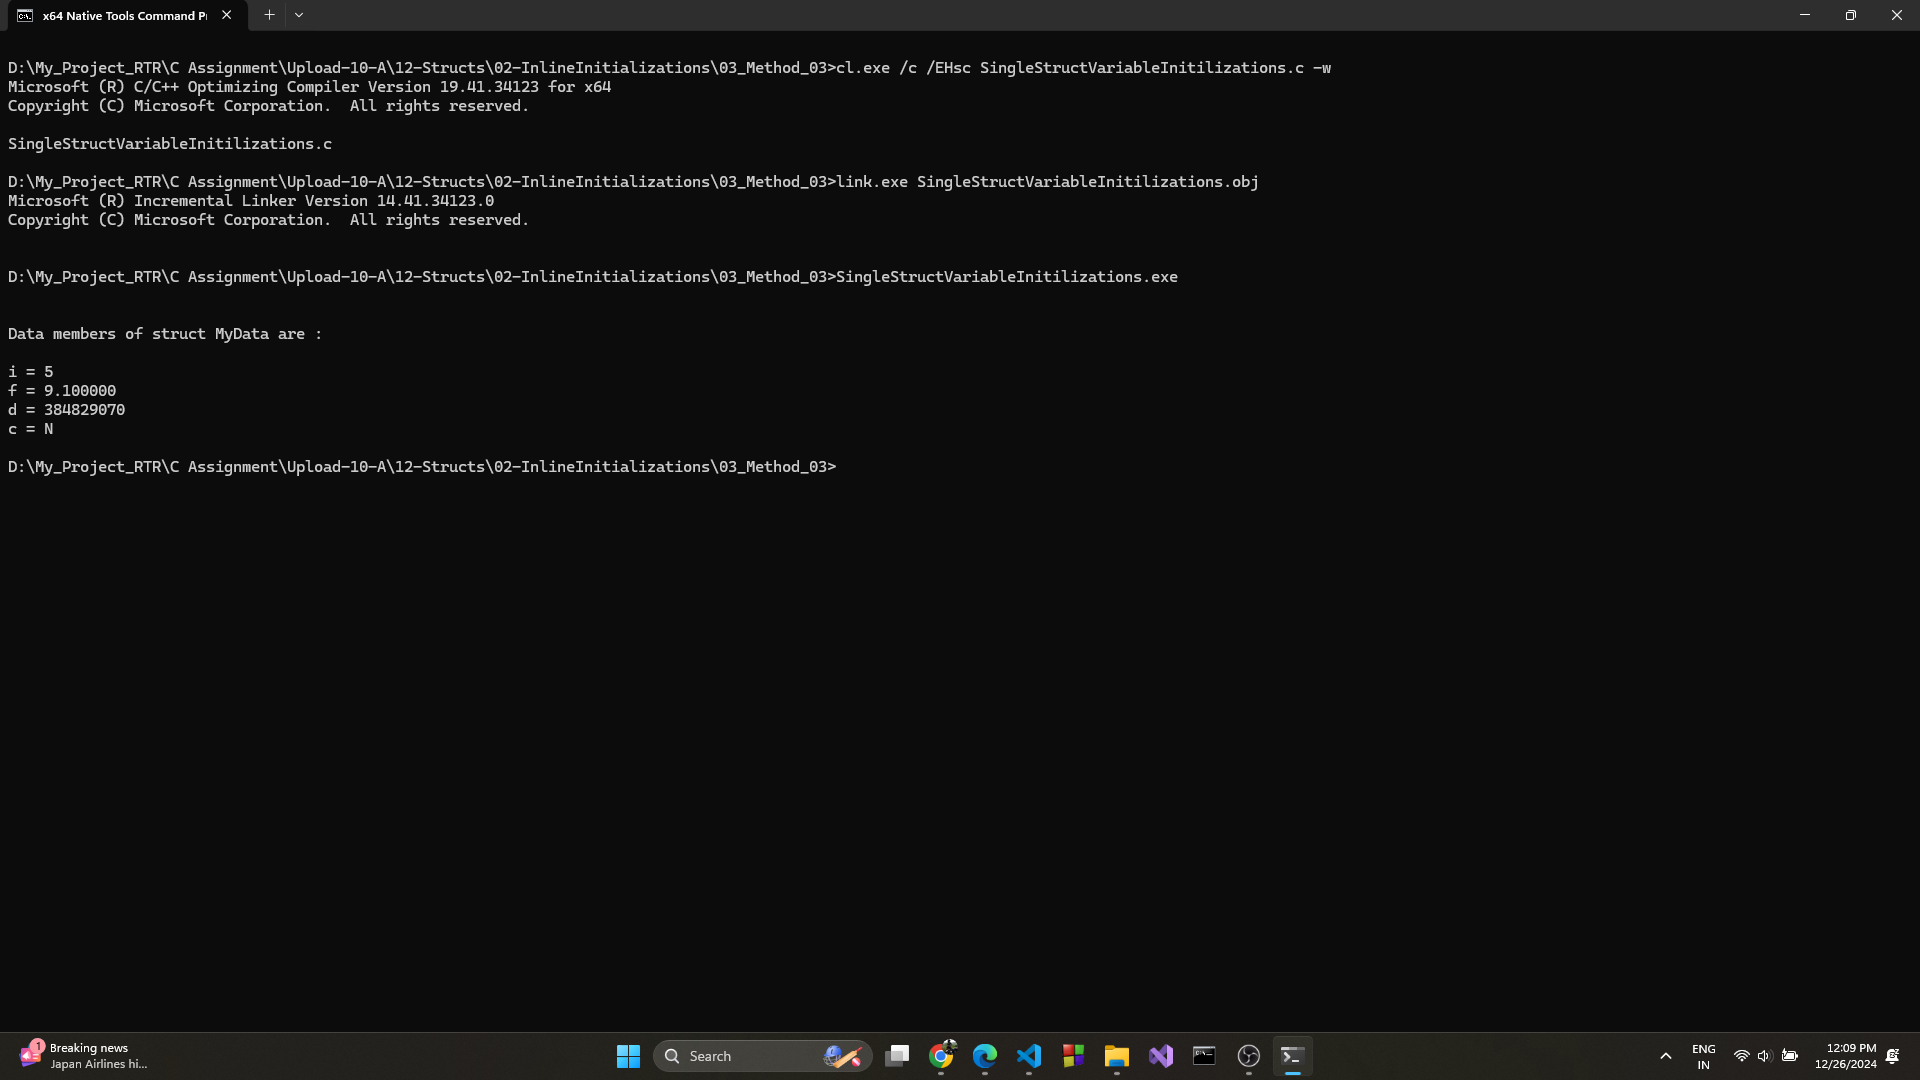 x64 Native Tools Command P
D:\My_Project_RTR\C Assignment\Upload-10-A\12-Structs\02-InlineInitializations\03_Method_03>cl.exe /c /EHsc SingleStructVariableInitilizations.c -w
Microsoft (R) C/C++ Optimizing Compiler Version 19.41.34123 for x64
Copyright (C) Microsoft Corporation.  All rights reserved.
SingleStructVariableInitilizations.c
D:\My_Project_RTR\C Assignment\Upload-10-A\12-Structs\02-InlineInitializations\03_Method_03>link.exe SingleStructVariableInitilizations.obj
Microsoft (R) Incremental Linker Version 14.41.34123.0
Copyright (C) Microsoft Corporation.  All rights reserved.
D:\My_Project_RTR\C Assignment\Upload-10-A\12-Structs\02-InlineInitializations\03_Method_03>SingleStructVariableInitilizations.exe
Data members of struct MyData are :
i = 5
f = 9.100000
d = 384829070
c = N
D:\My_Project_RTR\C Assignment\Upload-10-A\12-Structs\02-InlineInitializations\03_Method_03>
1
Breaking news
Japan Airlines hi...
Search
ENG
IN
12:09 PM
12/26/2024